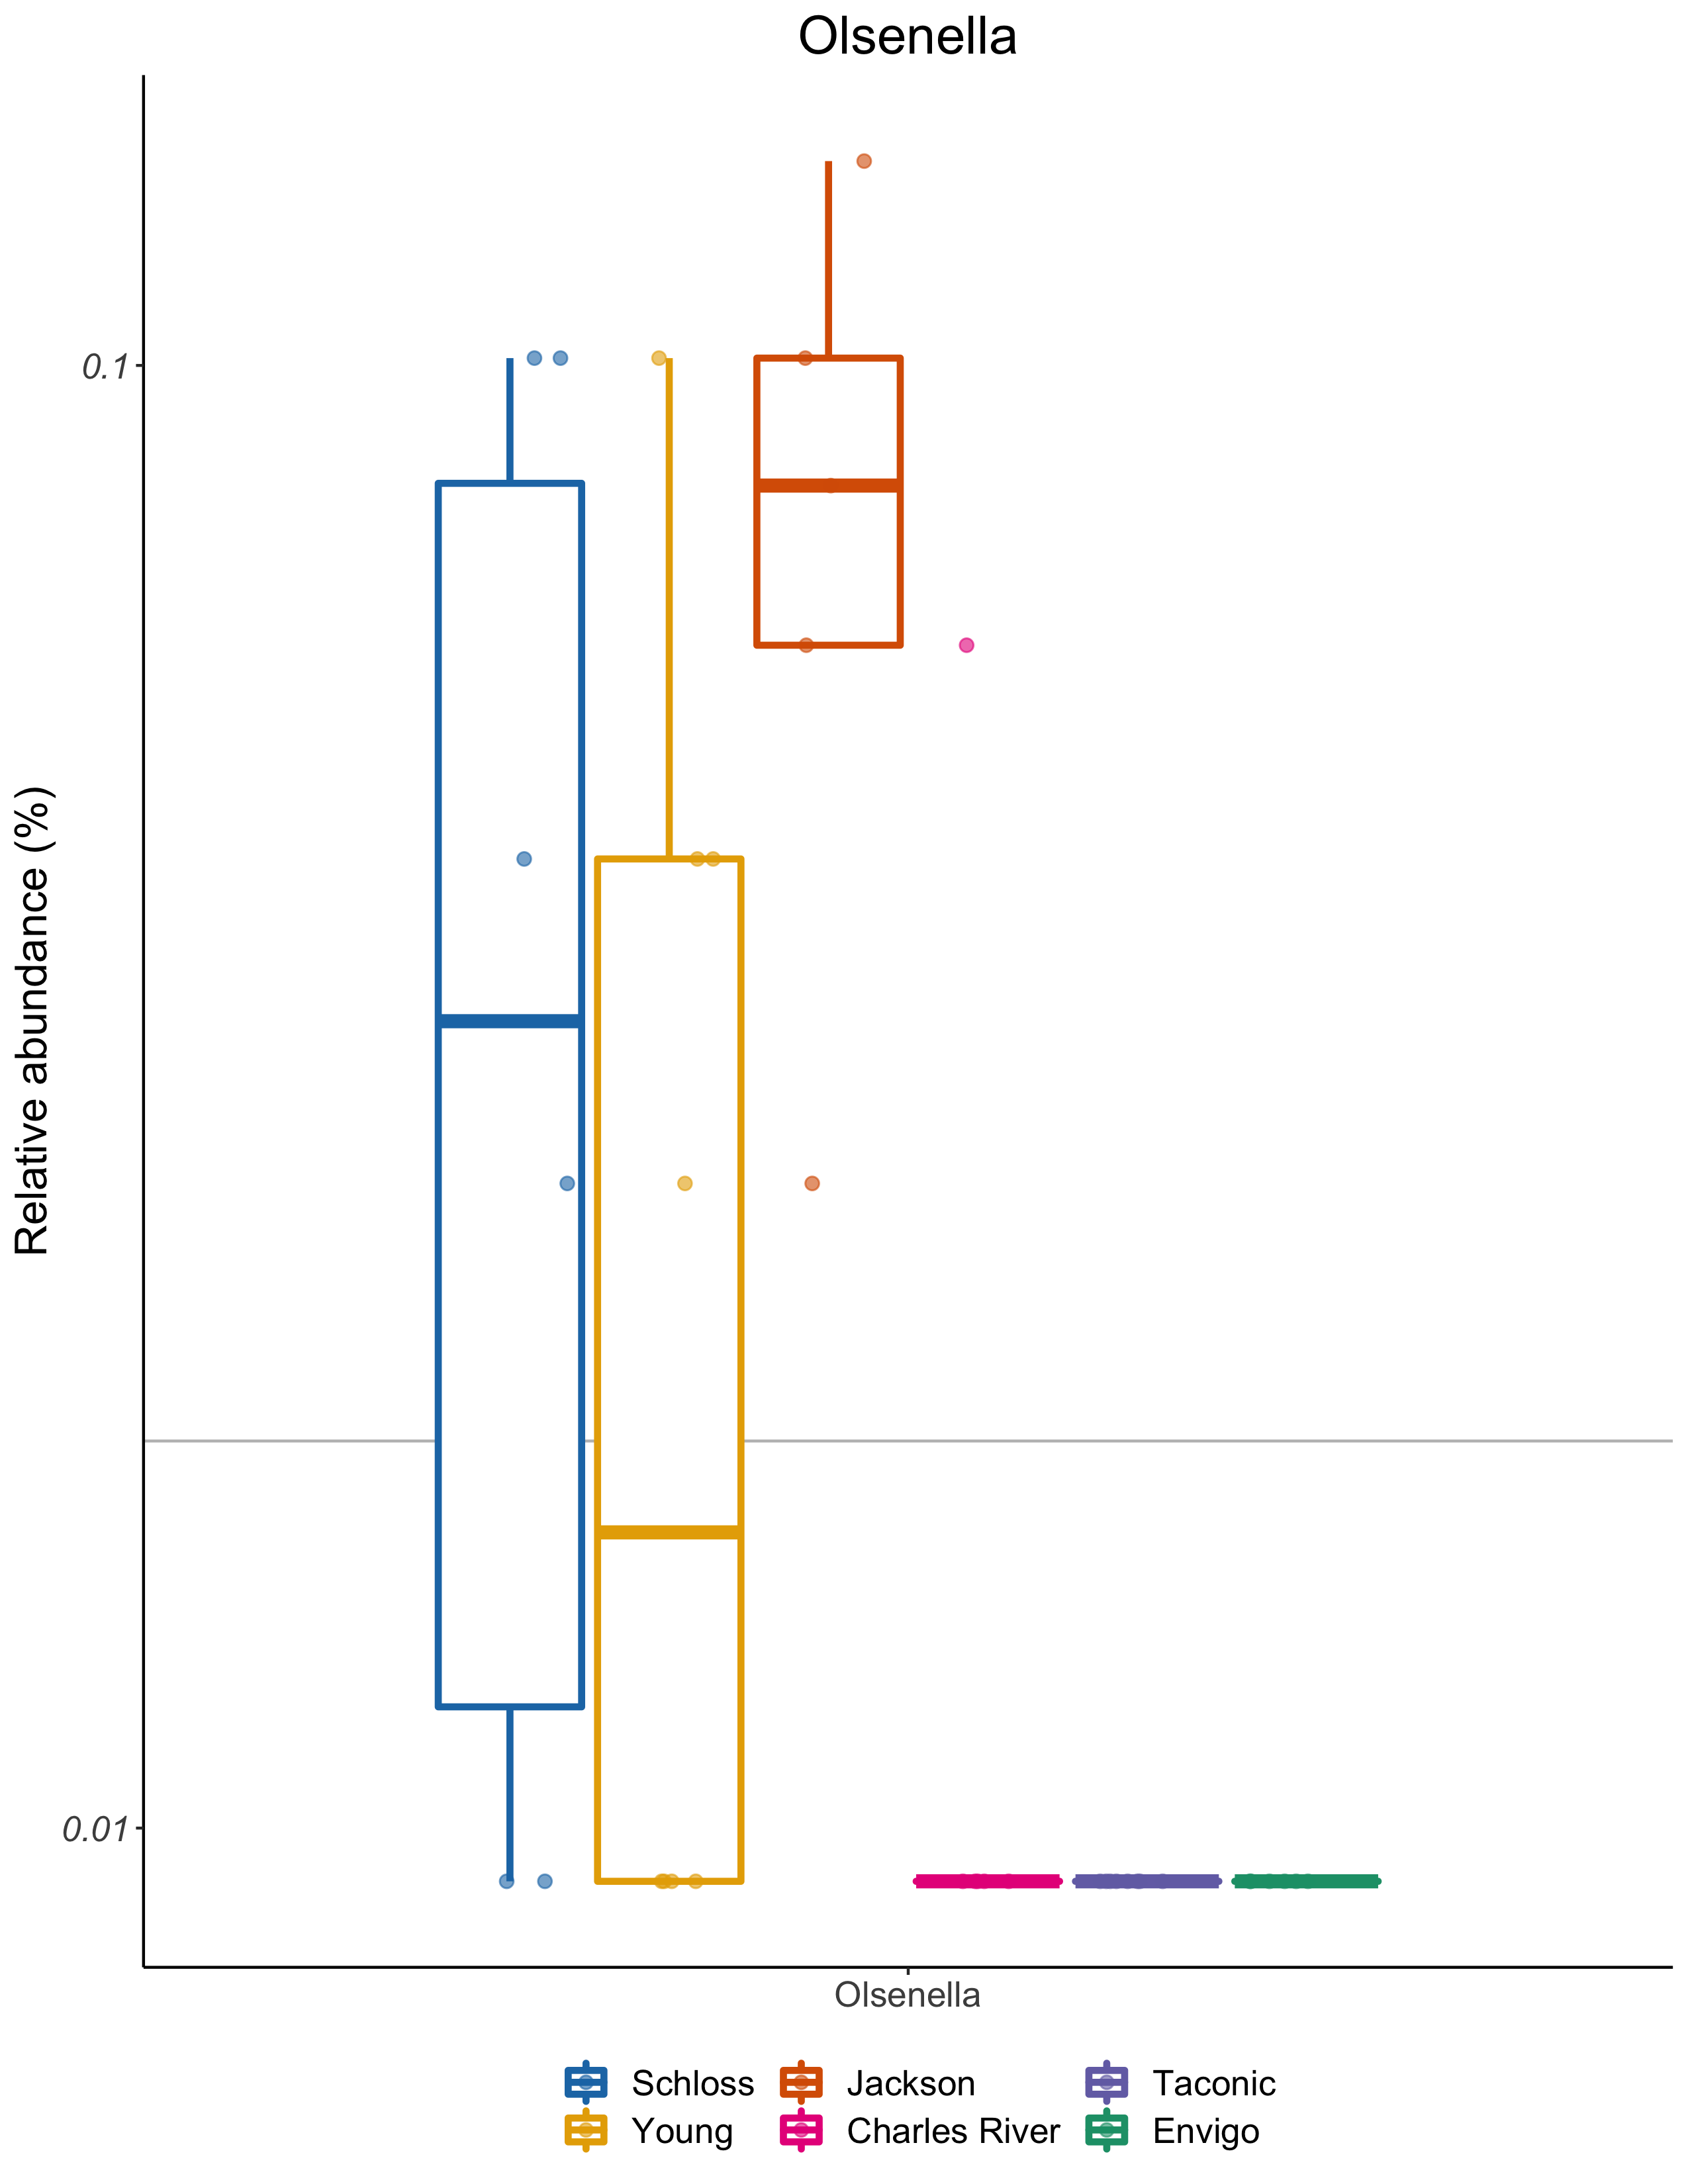 Olsenella
Relative abundance (%)
0.1
0.01
Olsenella
Schloss Jackson Taconic
Young Charles River Envigo